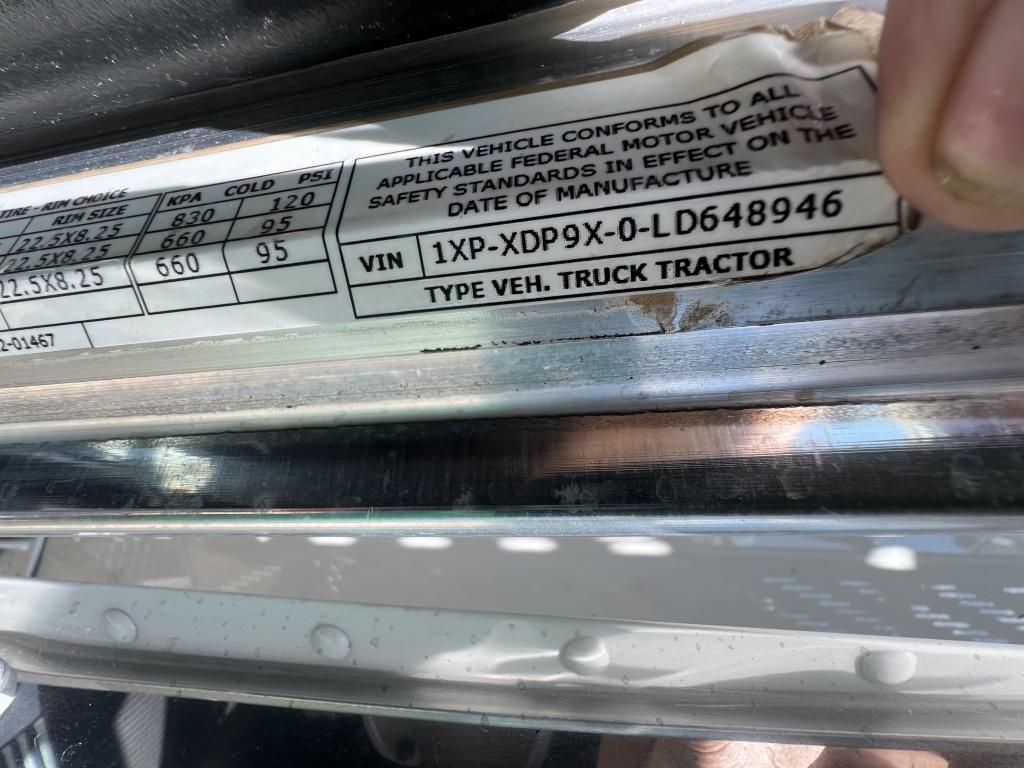 TIRE - RIM CHOICE
RIM SIZE KPA COLD PSI
22.5X8.25 830 120
22.5X8.25 660 95
22.5X8.25 660 95
2-01467
THIS VEHICLE CONFORMS TO ALL
APPLICABLE FEDERAL MOTOR VEHICLE
SAFETY STANDARDS IN EFFECT ON THE
DATE OF MANUFACTURE
VIN 1XP-XDP9X-0-LD648946
TYPE VEH. TRUCK TRACTOR